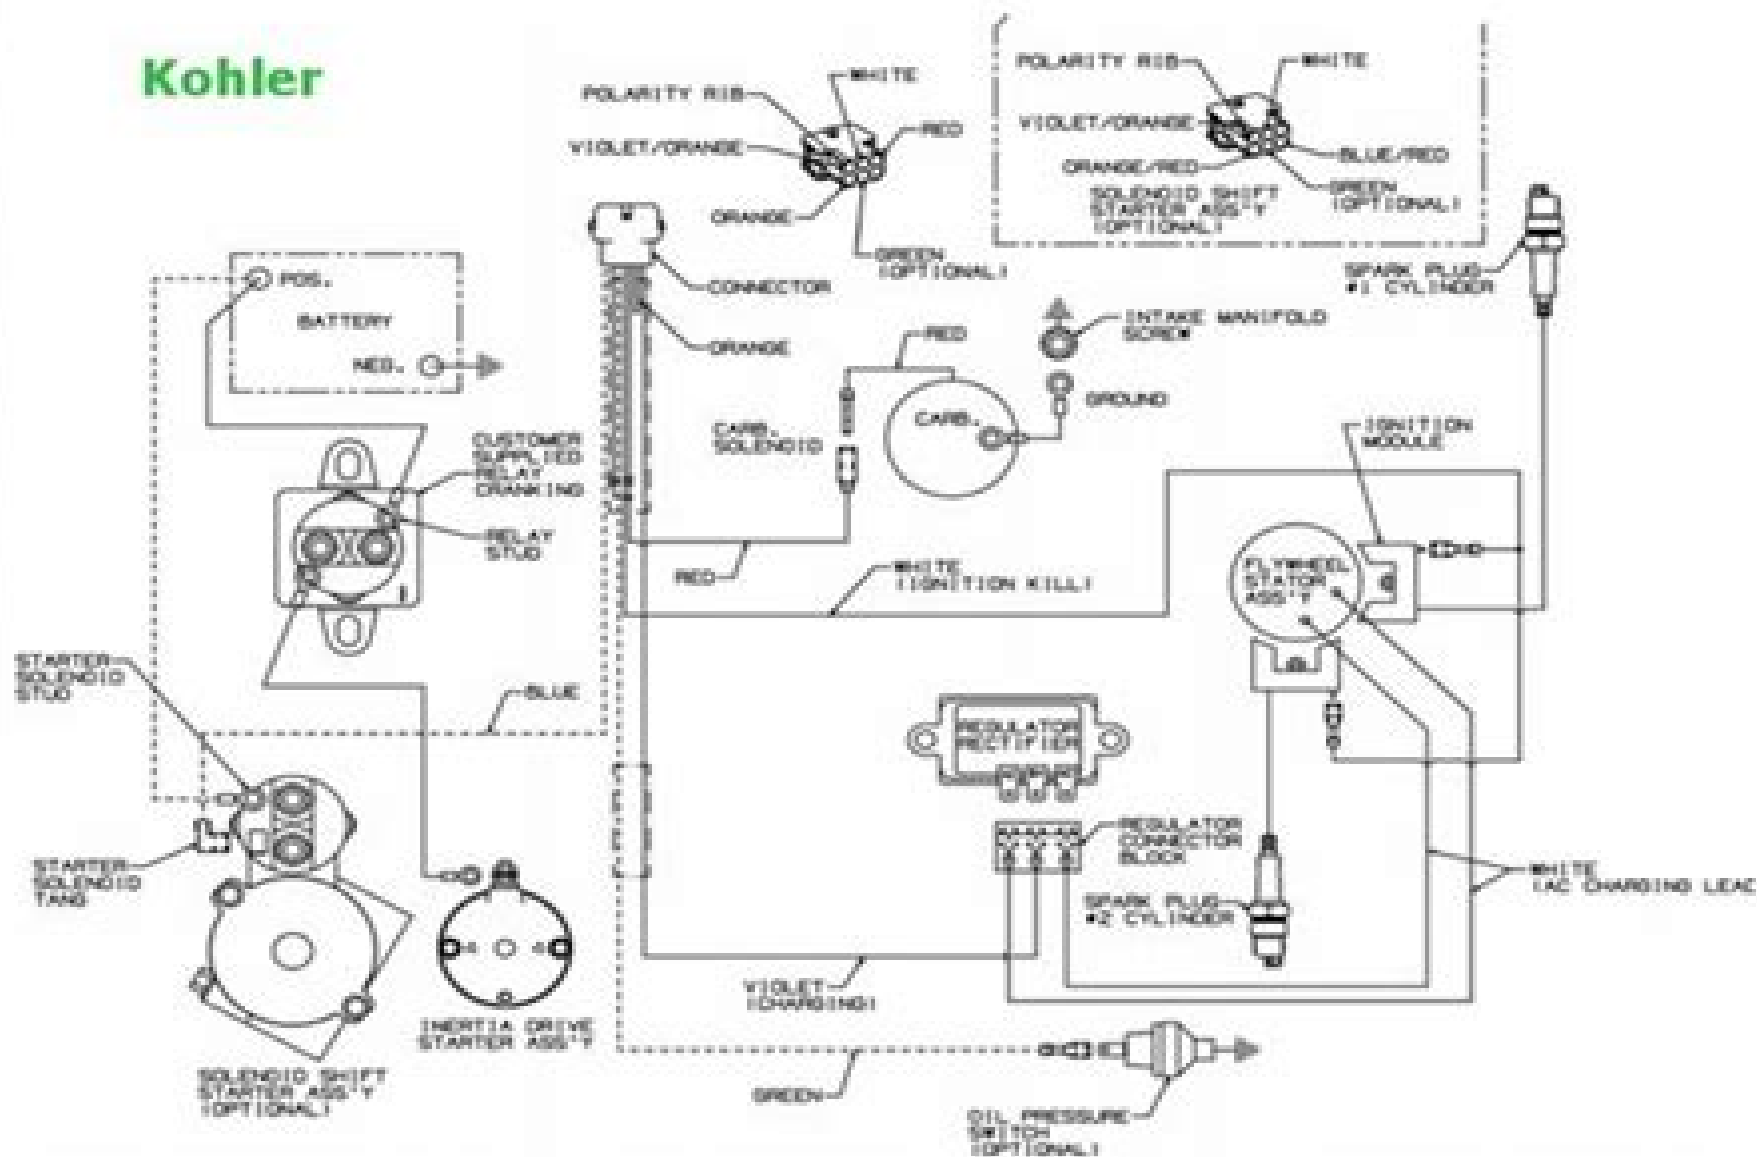 Kohler
WHITE
POLARITY RIB
VIOLET/ORANGE
RED
ORANGE
GREEN
(OPTIONAL)
POLARITY RIB
WHITE
VIOLET/ORANGE
ORANGE/RED
BLUE/RED
GREEN
(OPTIONAL)
SOLENOID SHIFT
STARTER ASS'Y
(OPTIONAL)
SPARK PLUG
#1 CYLINDER
POS.
BATTERY
NEG.
CONNECTOR
ORANGE
RED
INTAKE MANIFOLD
SCREW
GROUND
CARB.
CARB.
SOLENOID
IGNITION
MODULE
CUSTOMER
SUPPLIED
RELAY
CRANKING
RELAY
STUD
RED
WHITE
(IGNITION KILL)
FLYWHEEL
STATOR
ASS'Y
STARTER
SOLENOID
STUD
BLUE
REGULATOR
RECTIFIER
REGULATOR
CONNECTOR
BLOCK
STARTER
SOLENOID
TANG
WHITE
(AC CHARGING LEAD
SPARK PLUG
#2 CYLINDER
VIOLET
(CHARGING)
INERTIA DRIVE
STARTER ASS'Y
SOLENOID SHIFT
STARTER ASS'Y
(OPTIONAL)
GREEN
OIL PRESSURE
SWITCH
(OPTIONAL)